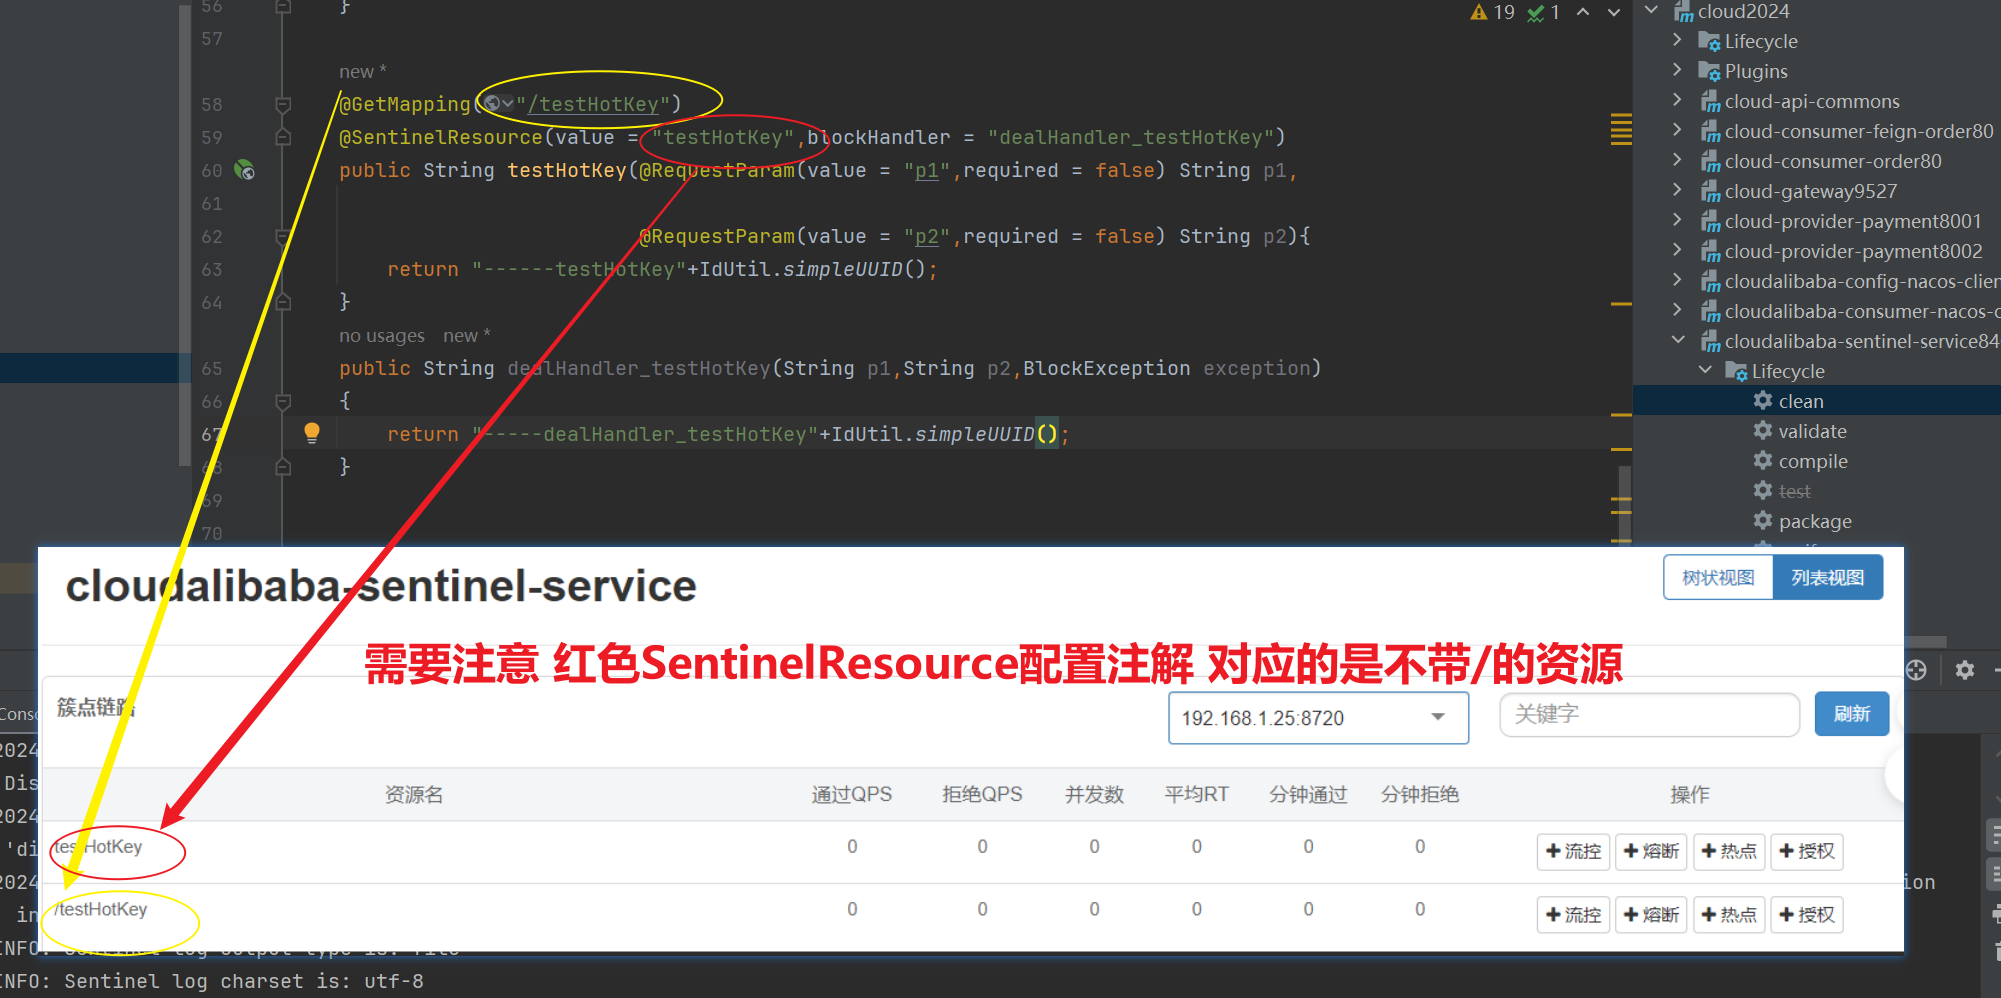 56 }
57
new *
58 @GetMapping("/testHotKey")
59 @SentinelResource(value = "testHotKey",blockHandler = "dealHandler_testHotKey")
60 public String testHotKey(@RequestParam(value = "p1",required = false) String p1,
61
62 @RequestParam(value = "p2",required = false) String p2){
63 return "------testHotKey"+IdUtil.simpleUUID();
64 }
no usages new *
65 public String dealHandler_testHotKey(String p1,String p2,BlockException exception)
66 {
67 return "-----dealHandler_testHotKey"+IdUtil.simpleUUID();
68 }
69
70
19 1
cloud2024
Lifecycle
Plugins
cloud-api-commons
cloud-consumer-feign-order80
cloud-consumer-order80
cloud-gateway9527
cloud-provider-payment8001
cloud-provider-payment8002
cloudalibaba-config-nacos-clien
cloudalibaba-consumer-nacos-o
cloudalibaba-sentinel-service84
Lifecycle
clean
validate
compile
test
package
cloudalibaba-sentinel-service
树状视图 列表视图
需要注意 红色SentinelResource配置注解 对应的是不带/的资源
簇点链路
192.168.1.25:8720
关键字
刷新
资源名 通过QPS 拒绝QPS 并发数 平均RT 分钟通过 分钟拒绝 操作
testHotKey 0 0 0 0 0 0 +流控 +熔断 +热点 +授权
/testHotKey 0 0 0 0 0 0 +流控 +熔断 +热点 +授权
Conso
2024
Dis
2024
'di
2024 ion
in
INFO: Sentinel log output type is: file
INFO: Sentinel log charset is: utf-8